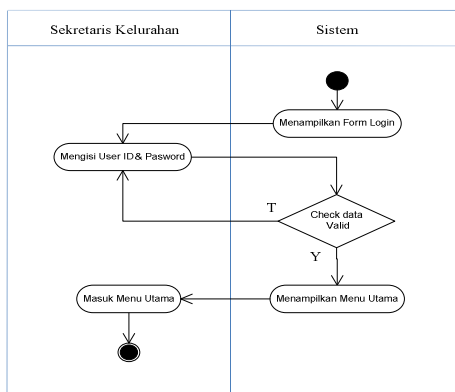 Sekretaris Kelurahan
Sistem
Menampilkan Form Login
Mengisi User ID& Pasword
T
Check data
Valid
Y
Masuk Menu Utama
Menampilkan Menu Utama